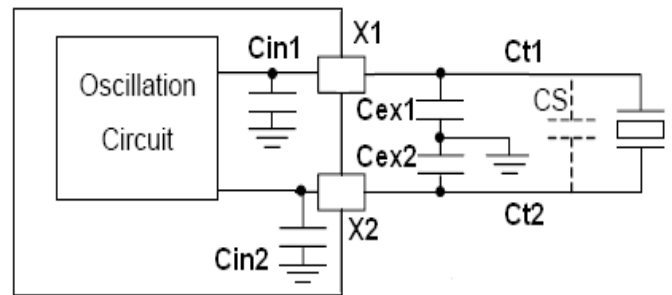 X1
Cin1
Ct1
Oscillation
Circuit
Cex1
CS
Cex2
X2
Ct2
Cin2